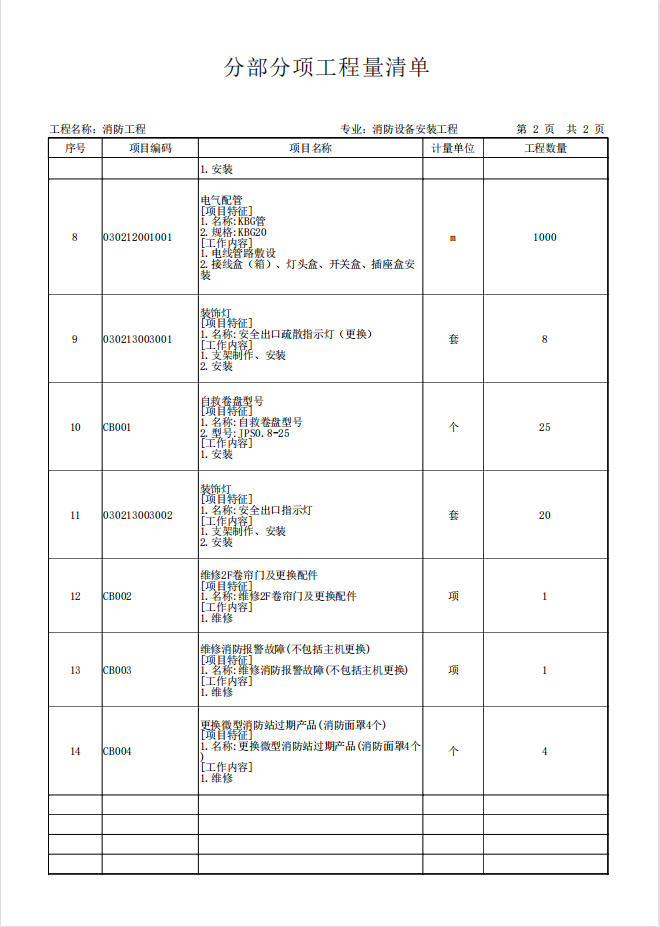 分部分项工程量清单
工程名称：消防工程 专业：消防设备安装工程 第 2 页 共 2 页
序号 项目编码 项目名称 计量单位 工程数量
1.安装
8 030212001001 电气配管 m 1000
[项目特征]
1.名称:KBG管
2.规格:KBG20
[工作内容]
1.电线管路敷设
2.接线盒（箱）、灯头盒、开关盒、插座盒安
装
9 030213003001 装饰灯 套 8
[项目特征]
1.名称:安全出口疏散指示灯（更换）
[工作内容]
1.支架制作、安装
2.安装
10 CB001 自救卷盘型号 个 25
[项目特征]
1.名称:自救卷盘型号
2.型号:JPS0.8-25
[工作内容]
1.安装
11 030213003002 装饰灯 套 20
[项目特征]
1.名称:安全出口指示灯
[工作内容]
1.支架制作、安装
2.安装
12 CB002 维修2F卷帘门及更换配件 项 1
[项目特征]
1.名称:维修2F卷帘门及更换配件
[工作内容]
1.维修
13 CB003 维修消防报警故障(不包括主机更换) 项 1
[项目特征]
1.名称:维修消防报警故障(不包括主机更换)
[工作内容]
1.维修
14 CB004 更换微型消防站过期产品(消防面罩4个) 个 4
[项目特征]
1.名称:更换微型消防站过期产品(消防面罩4个
)
[工作内容]
1.维修